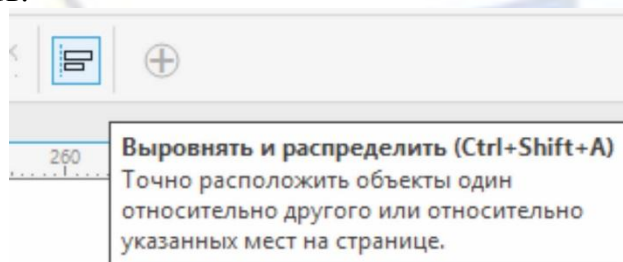 260
Выровнять и распределить (Ctrl+Shift+A)
Точно расположить объекты один
относительно другого или относительно
указанных мест на странице.